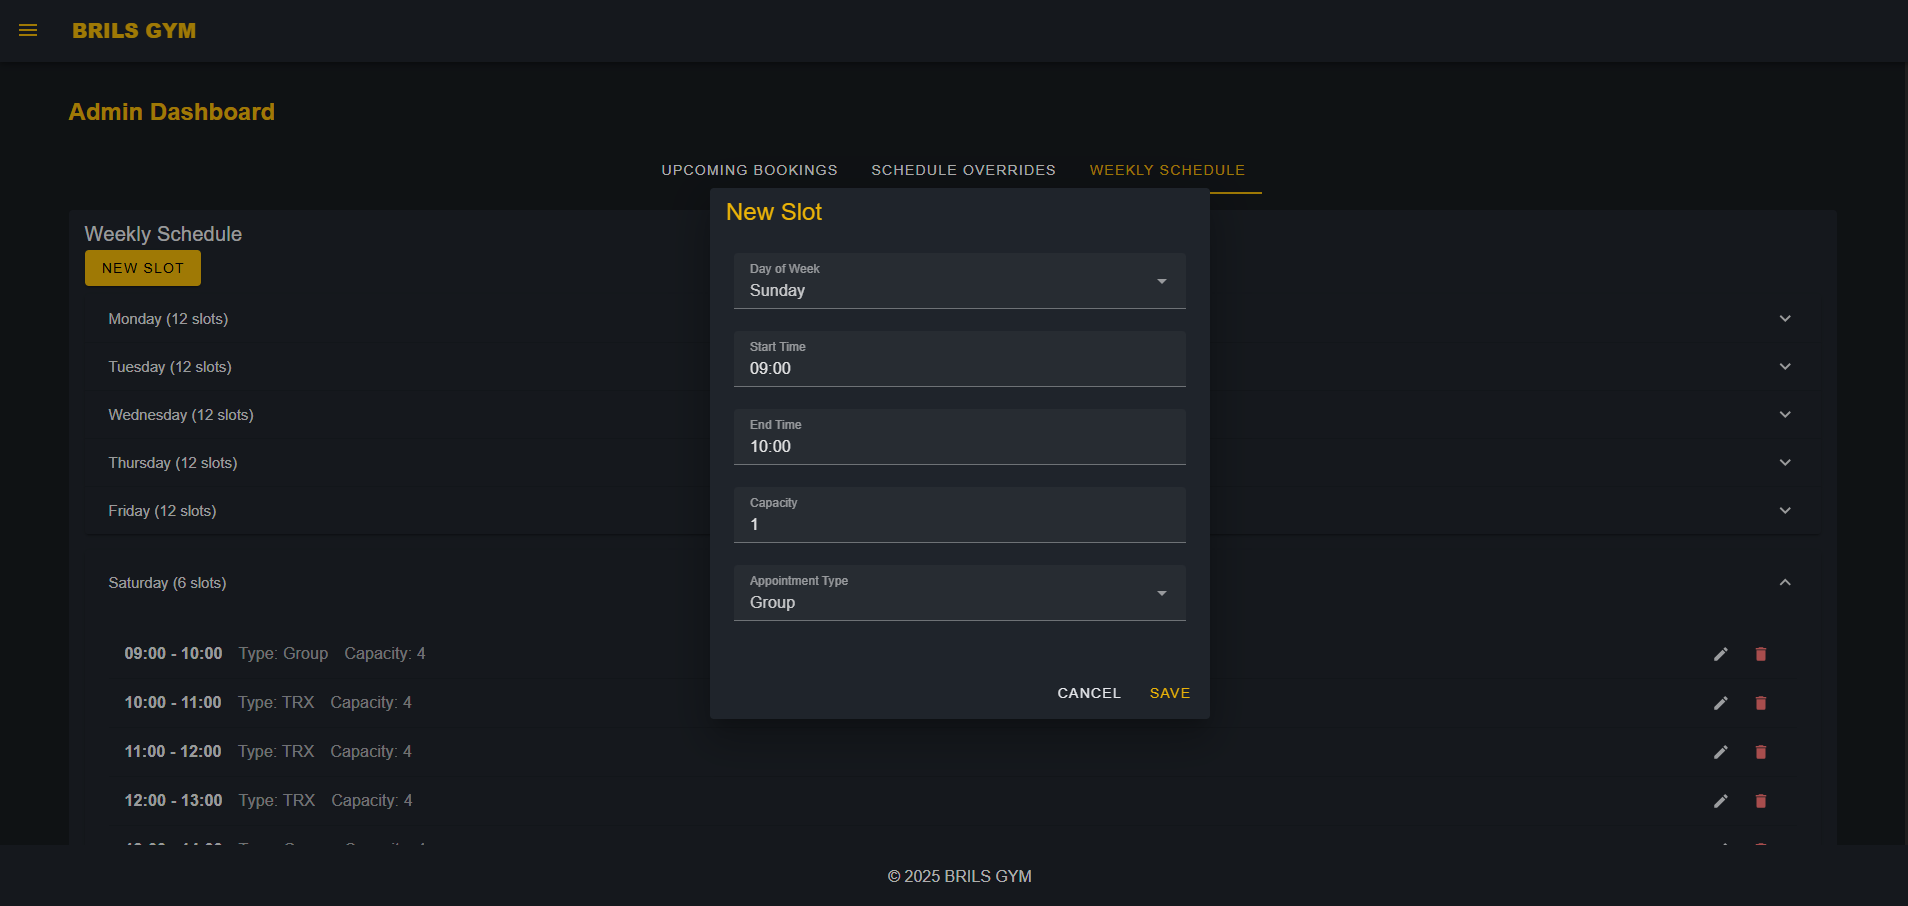 BRILS GYM
Admin Dashboard
UPCOMING BOOKINGS SCHEDULE OVERRIDES WEEKLY SCHEDULE
Weekly Schedule
NEW SLOT
Monday (12 slots)
Tuesday (12 slots)
Wednesday (12 slots)
Thursday (12 slots)
Friday (12 slots)
Saturday (6 slots)
09:00 - 10:00 Type: Group Capacity: 4
10:00 - 11:00 Type: TRX Capacity: 4
11:00 - 12:00 Type: TRX Capacity: 4
12:00 - 13:00 Type: TRX Capacity: 4
New Slot
Day of Week
Sunday
Start Time
09:00
End Time
10:00
Capacity
1
Appointment Type
Group
CANCEL SAVE
© 2025 BRILS GYM